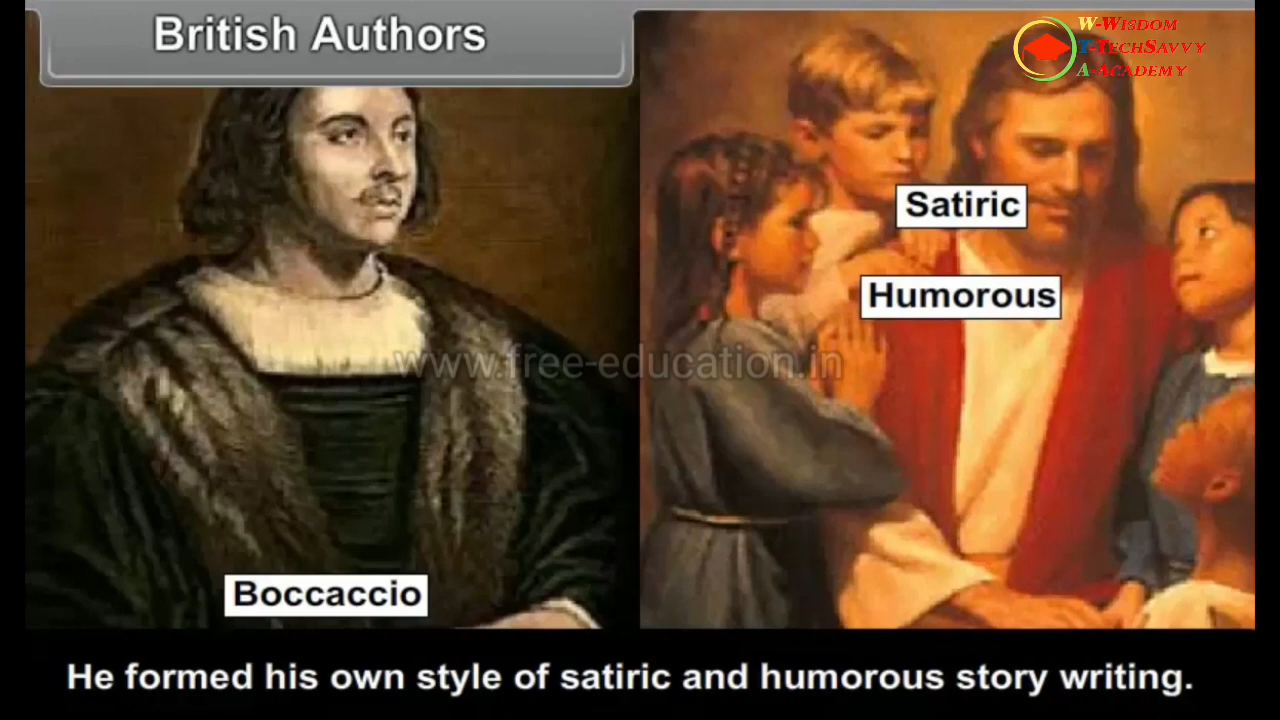 British Authors
W-Wisdom
T-TechSavvy
A-Academy
Satiric
Humorous
www.free-education.in
Boccaccio
He formed his own style of satiric and humorous story writing.